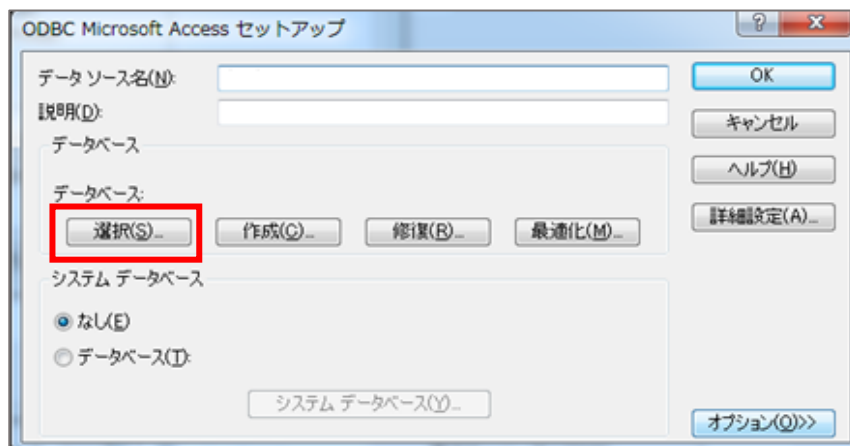 ODBC Microsoft Access セットアップ
データ ソース名(N):
OK
説明(D):
キャンセル
データベース
ヘルプ(H)
データベース:
詳細設定(A)...
選択(S)...
作成(C)...
修復(R)...
最適化(M)...
システム データベース
なし(E)
データベース(T):
システム データベース(Y)...
オプション(O)>>